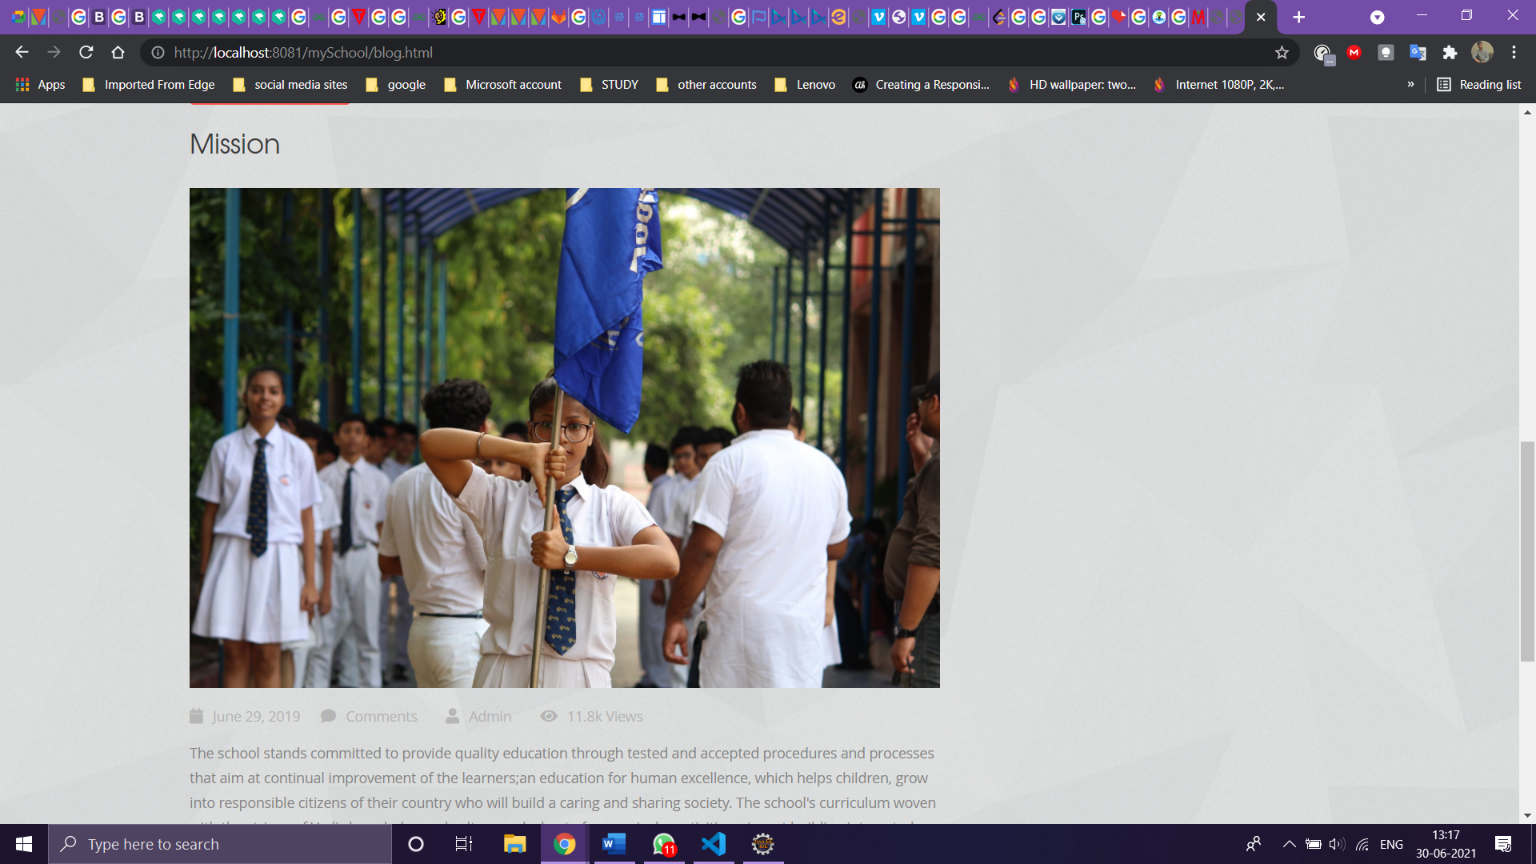 http://localhost:8081/mySchool/blog.html
Apps Imported From Edge social media sites google Microsoft account STUDY other accounts Lenovo Creating a Responsi... HD wallpaper: two... Internet 1080P, 2K,... » Reading list
Mission
June 29, 2019 Comments Admin 11.8k Views
The school stands committed to provide quality education through tested and accepted procedures and processes
that aim at continual improvement of the learners;an education for human excellence, which helps children, grow
into responsible citizens of their country who will build a caring and sharing society. The school's curriculum woven
Type here to search
11
ENG
13:17
30-06-2021